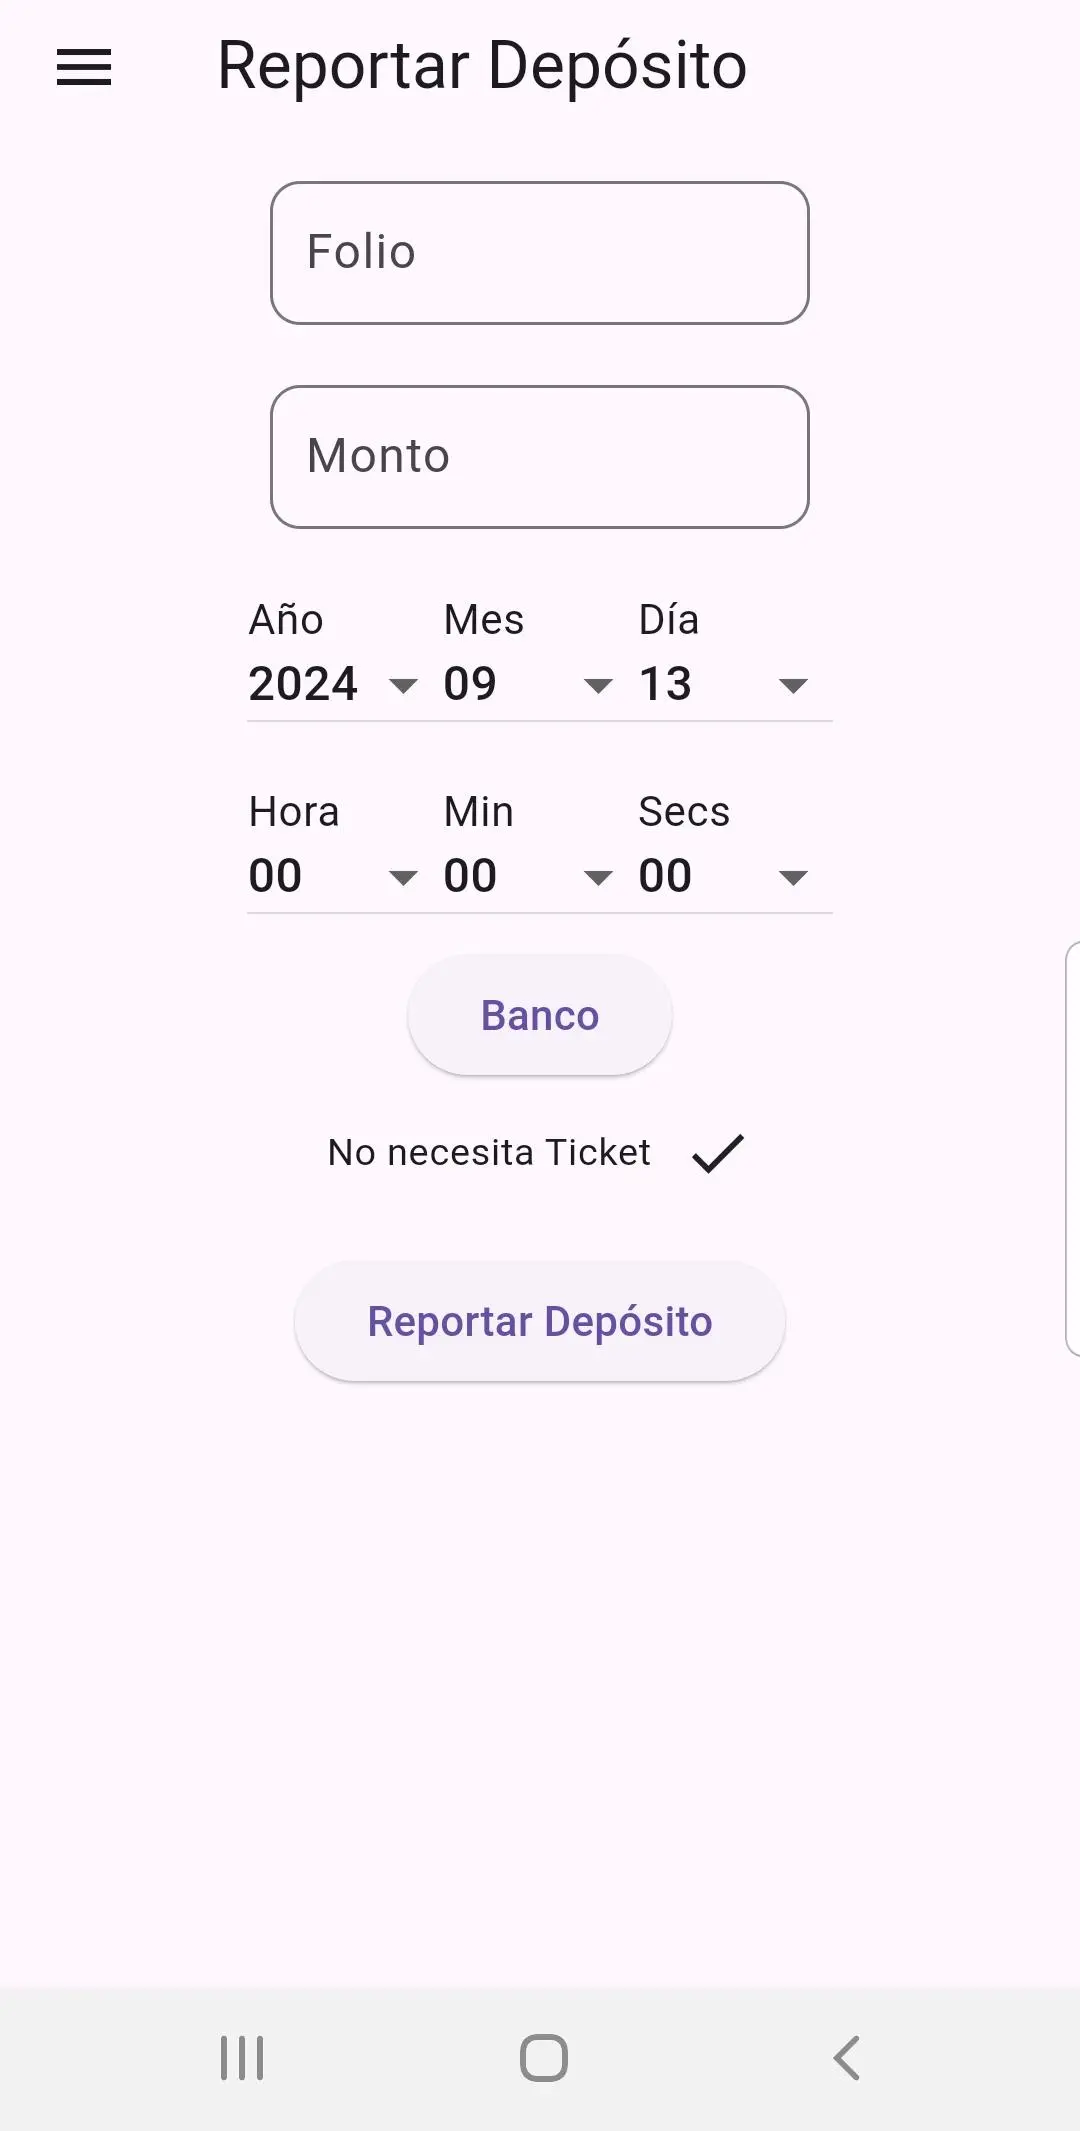 Reportar Depósito
Folio
Monto
Año Mes Día
2024 09 13
Hora Min Secs
00 00 00
Banco
No necesita Ticket
Reportar Depósito